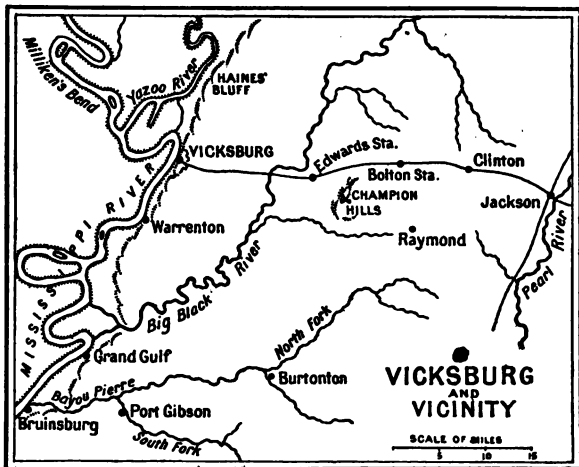 Milliken's Bend
Yazoo River
HAINES'
BLUFF
VICKSBURG
Edwards Sta.
Bolton Sta.
Clinton
CHAMPION
HILLS
Jackson
MISSISSIPPI RIVER
Warrenton
Raymond
Pearl River
Big Black River
North Fork
Grand Gulf
Bayou Pierre
Burtonton
Bruinsburg
Port Gibson
South Fork
VICKSBURG
AND
VICINITY
SCALE OF MILES
5 10 15